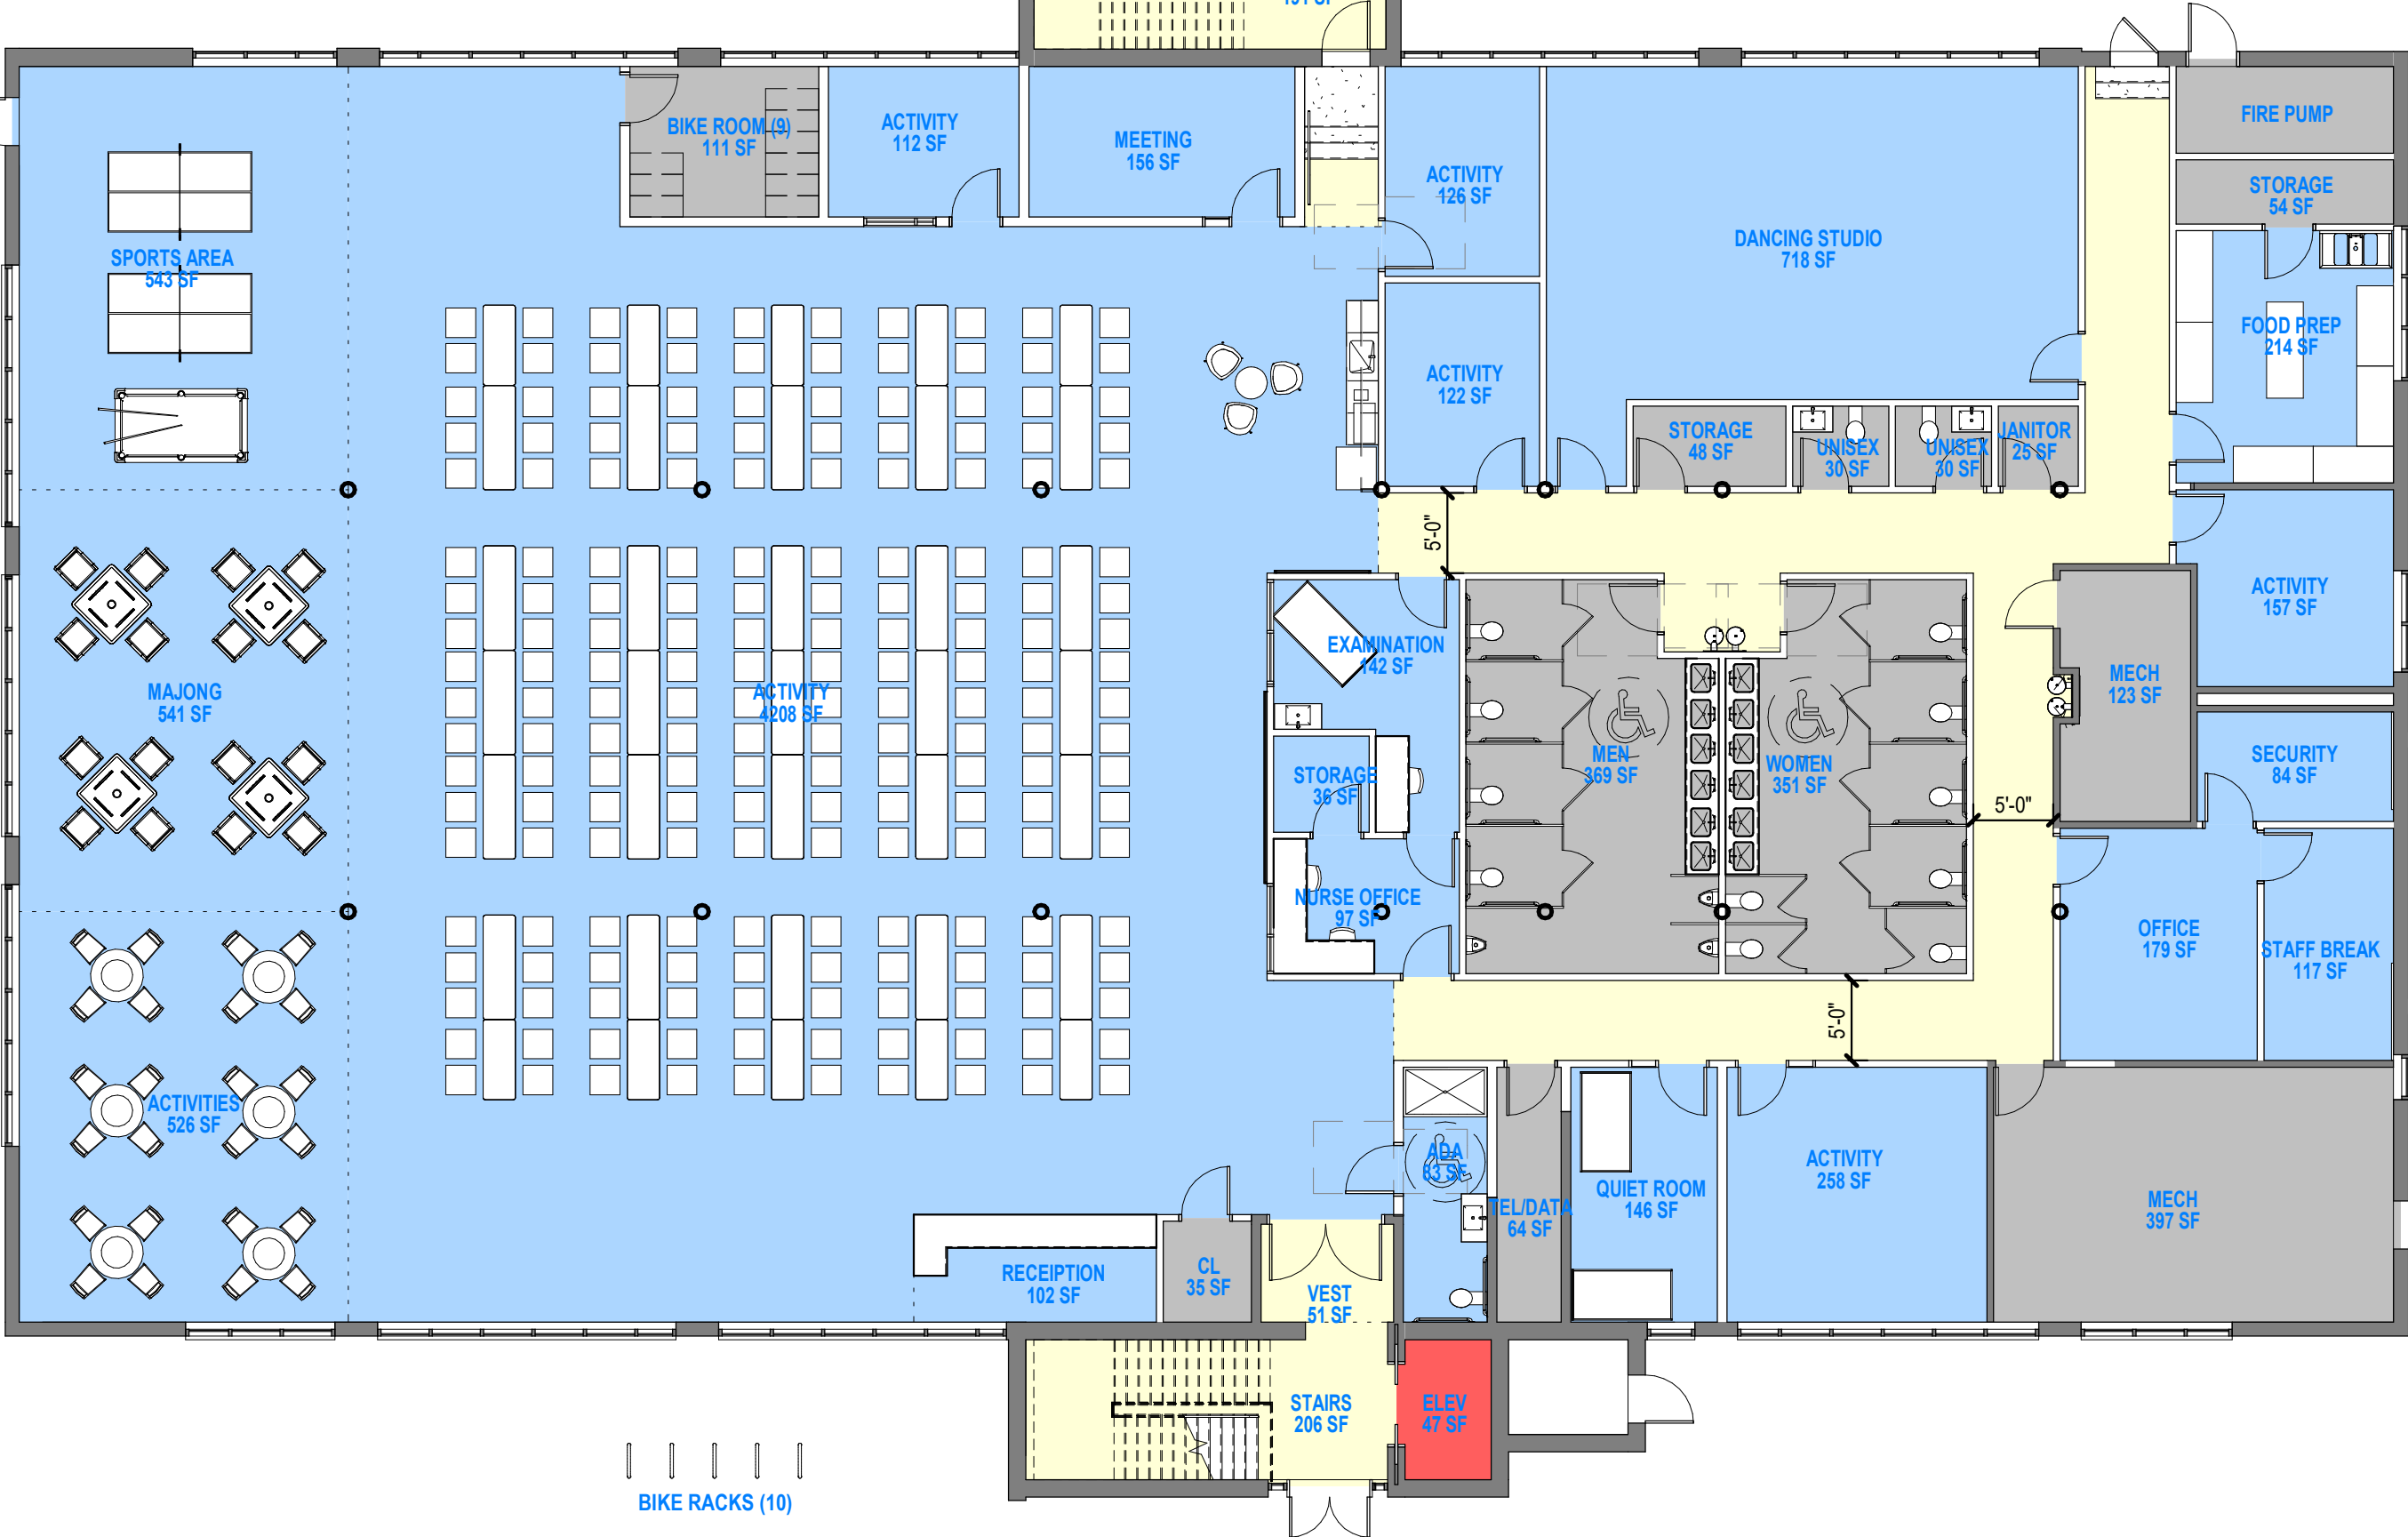 191 SF
BIKE ROOM (9)
111 SF
ACTIVITY
112 SF
MEETING
156 SF
ACTIVITY
126 SF
DANCING STUDIO
718 SF
FIRE PUMP
STORAGE
54 SF
SPORTS AREA
543 SF
FOOD PREP
214 SF
ACTIVITY
122 SF
STORAGE
48 SF
UNISEX
30 SF
UNISEX
30 SF
JANITOR
25 SF
5'-0"
ACTIVITY
157 SF
EXAMINATION
142 SF
MECH
123 SF
MAJONG
541 SF
ACTIVITY
4208 SF
MEN
369 SF
WOMEN
351 SF
SECURITY
84 SF
STORAGE
36 SF
5'-0"
NURSE OFFICE
97 SF
OFFICE
179 SF
STAFF BREAK
117 SF
5'-0"
ACTIVITIES
526 SF
ADA
83 SF
TEL/DATA
64 SF
QUIET ROOM
146 SF
ACTIVITY
258 SF
MECH
397 SF
RECEIPTION
102 SF
CL
35 SF
VEST
51 SF
STAIRS
206 SF
ELEV
47 SF
BIKE RACKS (10)